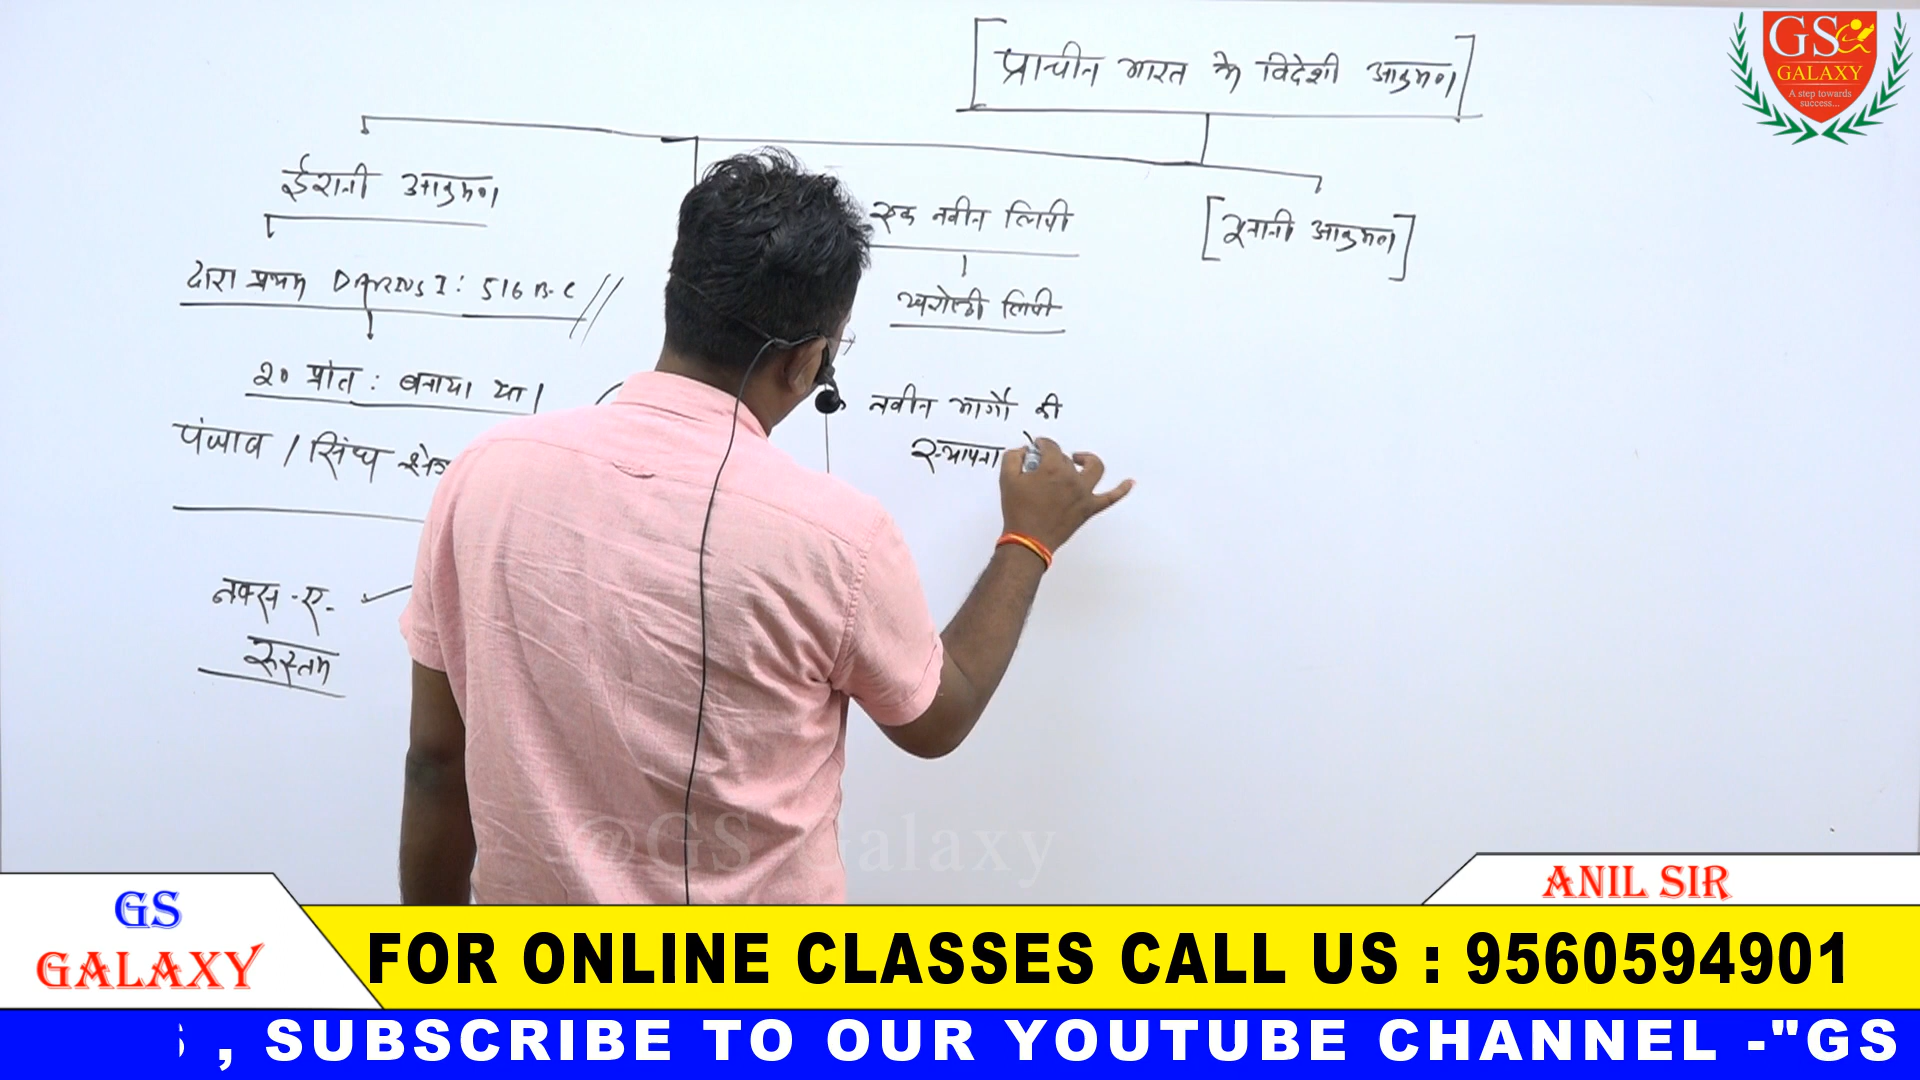 [प्राचीन भारत के विदेशी आक्रमण]
GS
GALAXY
A step towards
success...
ईरानी आक्रमण
दारा प्रथम DARIUS I: 516 B.C
२० प्रांत : बनाया था।
पंजाब / सिंध क्षेत्र
नक्स-ए-
रुस्तम
एक नवीन लिपी
खरोष्ठी लिपी
नवीन मार्गों की
स्थापना
[यूनानी आक्रमण]
@GS Galaxy
ANIL SIR
GS
GALAXY
FOR ONLINE CLASSES CALL US : 9560594901
, SUBSCRIBE TO OUR YOUTUBE CHANNEL -"GS